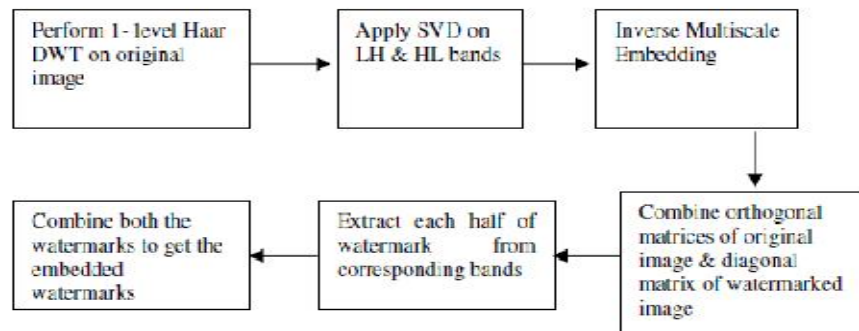 Perform 1- level Haar
DWT on original
image
Apply SVD on
LH & HL bands
Inverse Multiscale
Embedding
Combine orthogonal
matrices of original
image & diagonal
matrix of watermarked
image
Extract each half of
watermark from
corresponding bands
Combine both the
watermarks to get the
embedded
watermarks